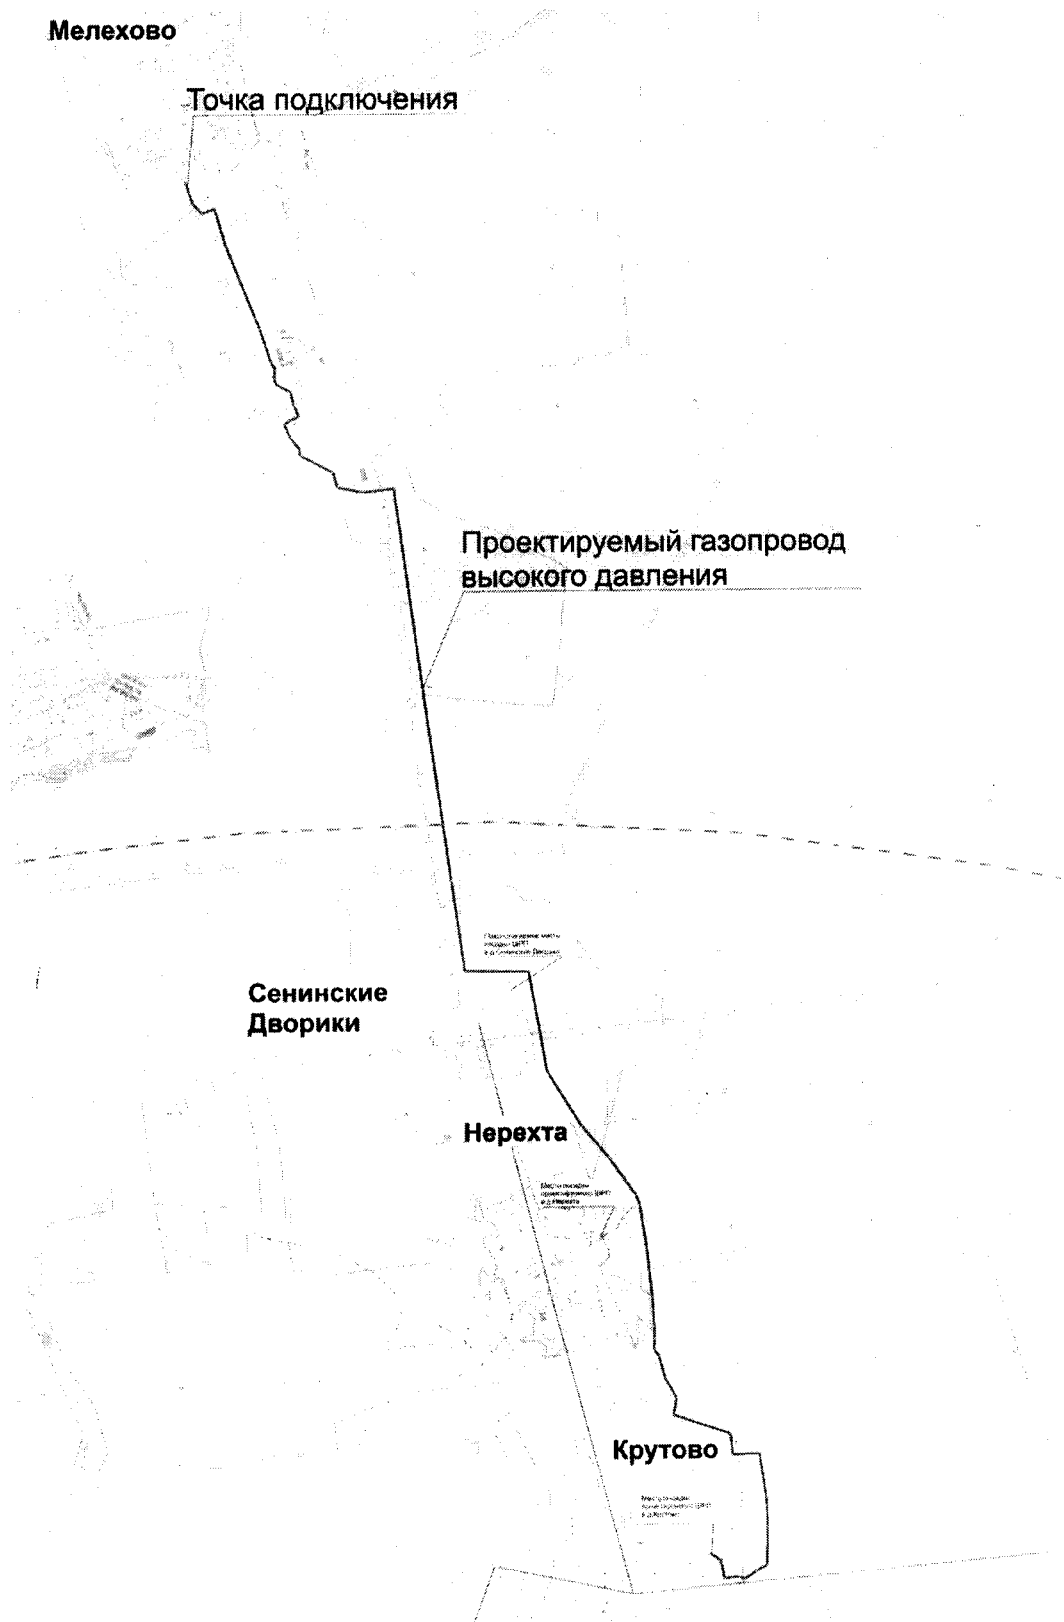 Мелехово
Точка подключения
Проектируемый газопровод
высокого давления
Сенинские
Дворики
Нерехта
Крутово